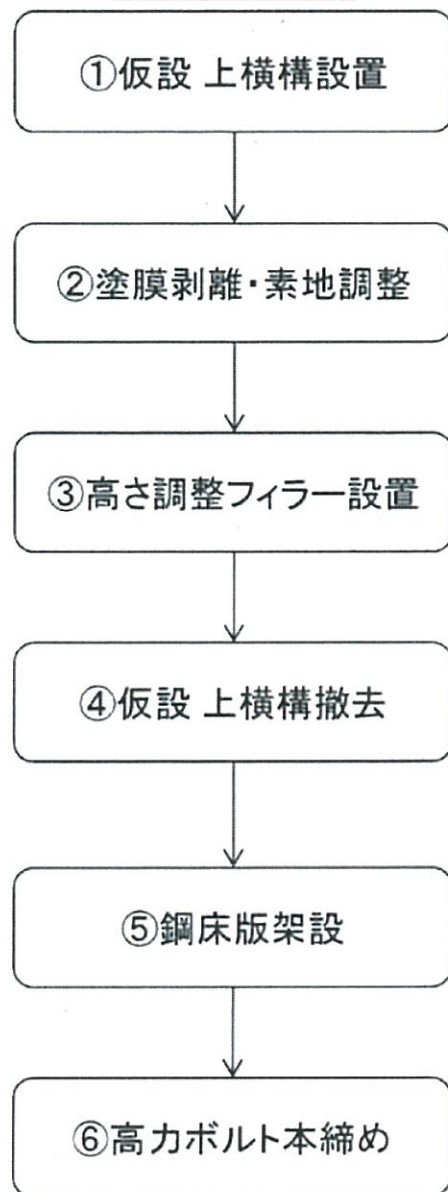 ①仮設 上横構設置
②塗膜剥離・素地調整
③高さ調整フィラー設置
④仮設 上横構撤去
⑤鋼床版架設
⑥高力ボルト本締め